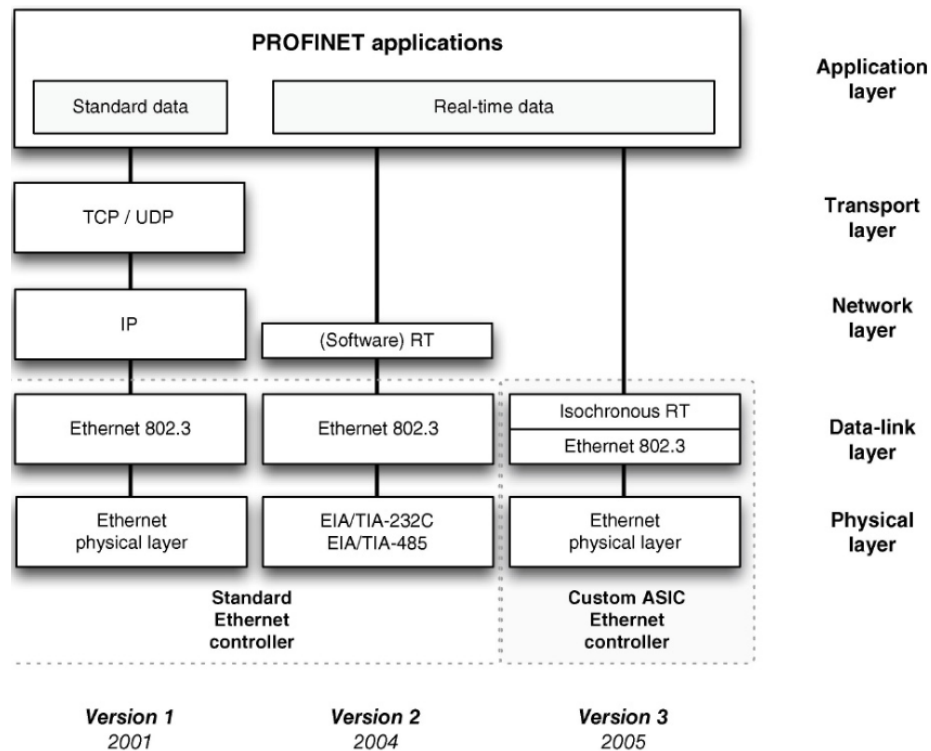 PROFINET applications
Application
layer
Standard data
Real-time data
TCP / UDP
Transport
layer
IP
(Software) RT
Network
layer
Ethernet 802.3
Ethernet 802.3
Isochronous RT
Ethernet 802.3
Data-link
layer
Ethernet
physical layer
EIA/TIA-232C
EIA/TIA-485
Ethernet
physical layer
Physical
layer
Standard
Ethernet
controller
Custom ASIC
Ethernet
controller
Version 1
2001
Version 2
2004
Version 3
2005